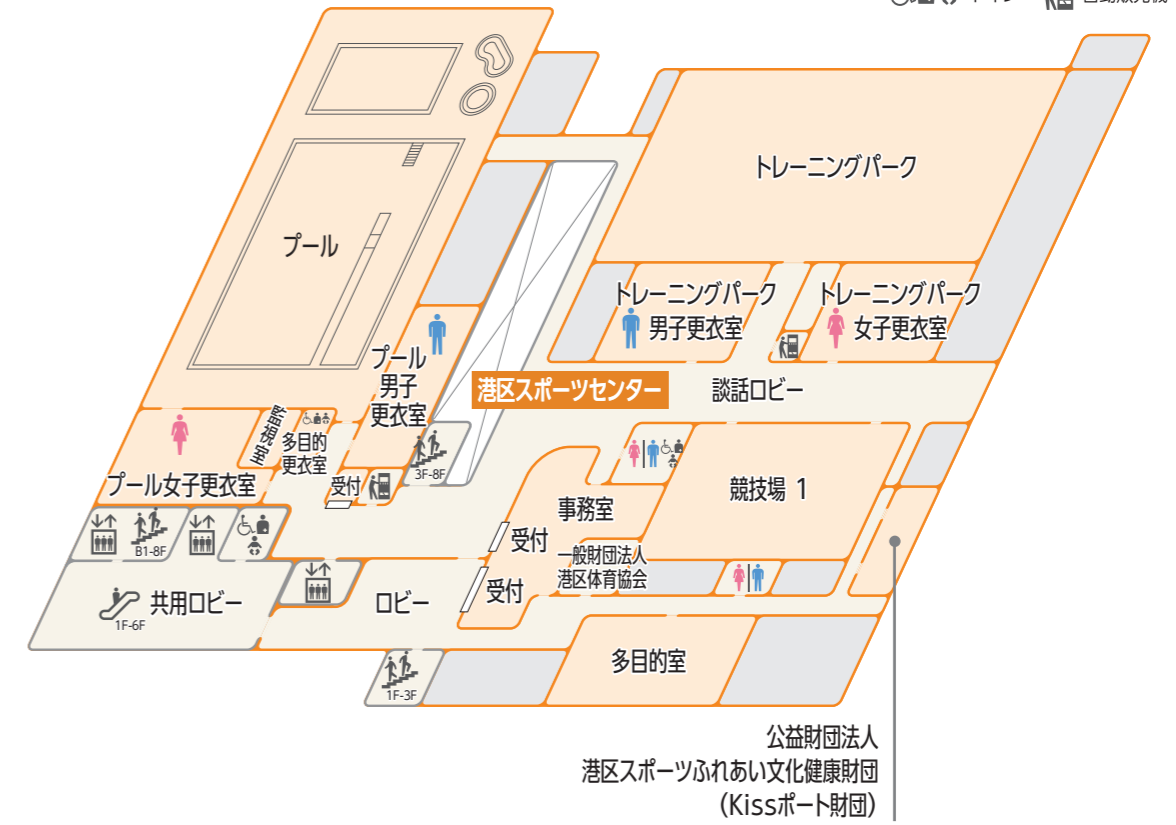 トイレ
自動販売機
トレーニングパーク
プール
トレーニングパーク
男子更衣室
トレーニングパーク
女子更衣室
プール
男子
更衣室
港区スポーツセンター
談話ロビー
監視室
多目的
更衣室
プール女子更衣室
受付
3F-8F
競技場 1
事務室
受付
一般財団法人
港区体育協会
受付
B1-8F
共用ロビー
1F-6F
ロビー
多目的室
1F-3F
公益財団法人
港区スポーツふれあい文化健康財団
（Kissポート財団）